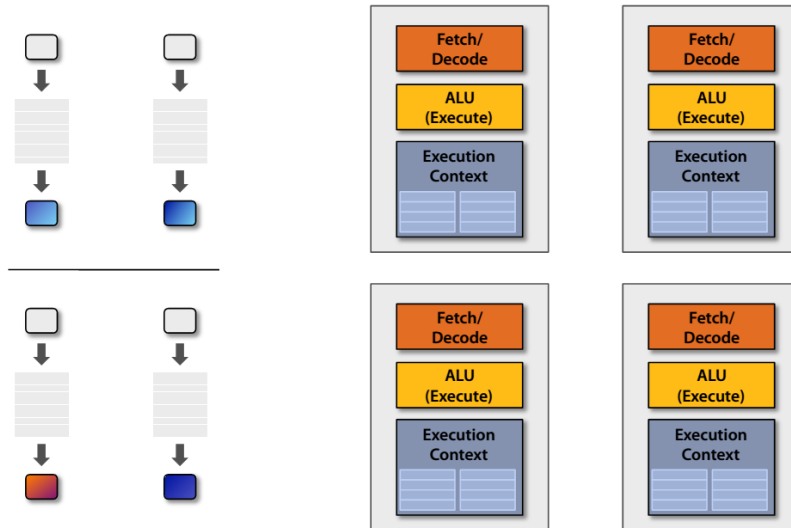 Fetch/
Decode
ALU
(Execute)
Execution
Context
Fetch/
Decode
ALU
(Execute)
Execution
Context
Fetch/
Decode
ALU
(Execute)
Execution
Context
Fetch/
Decode
ALU
(Execute)
Execution
Context